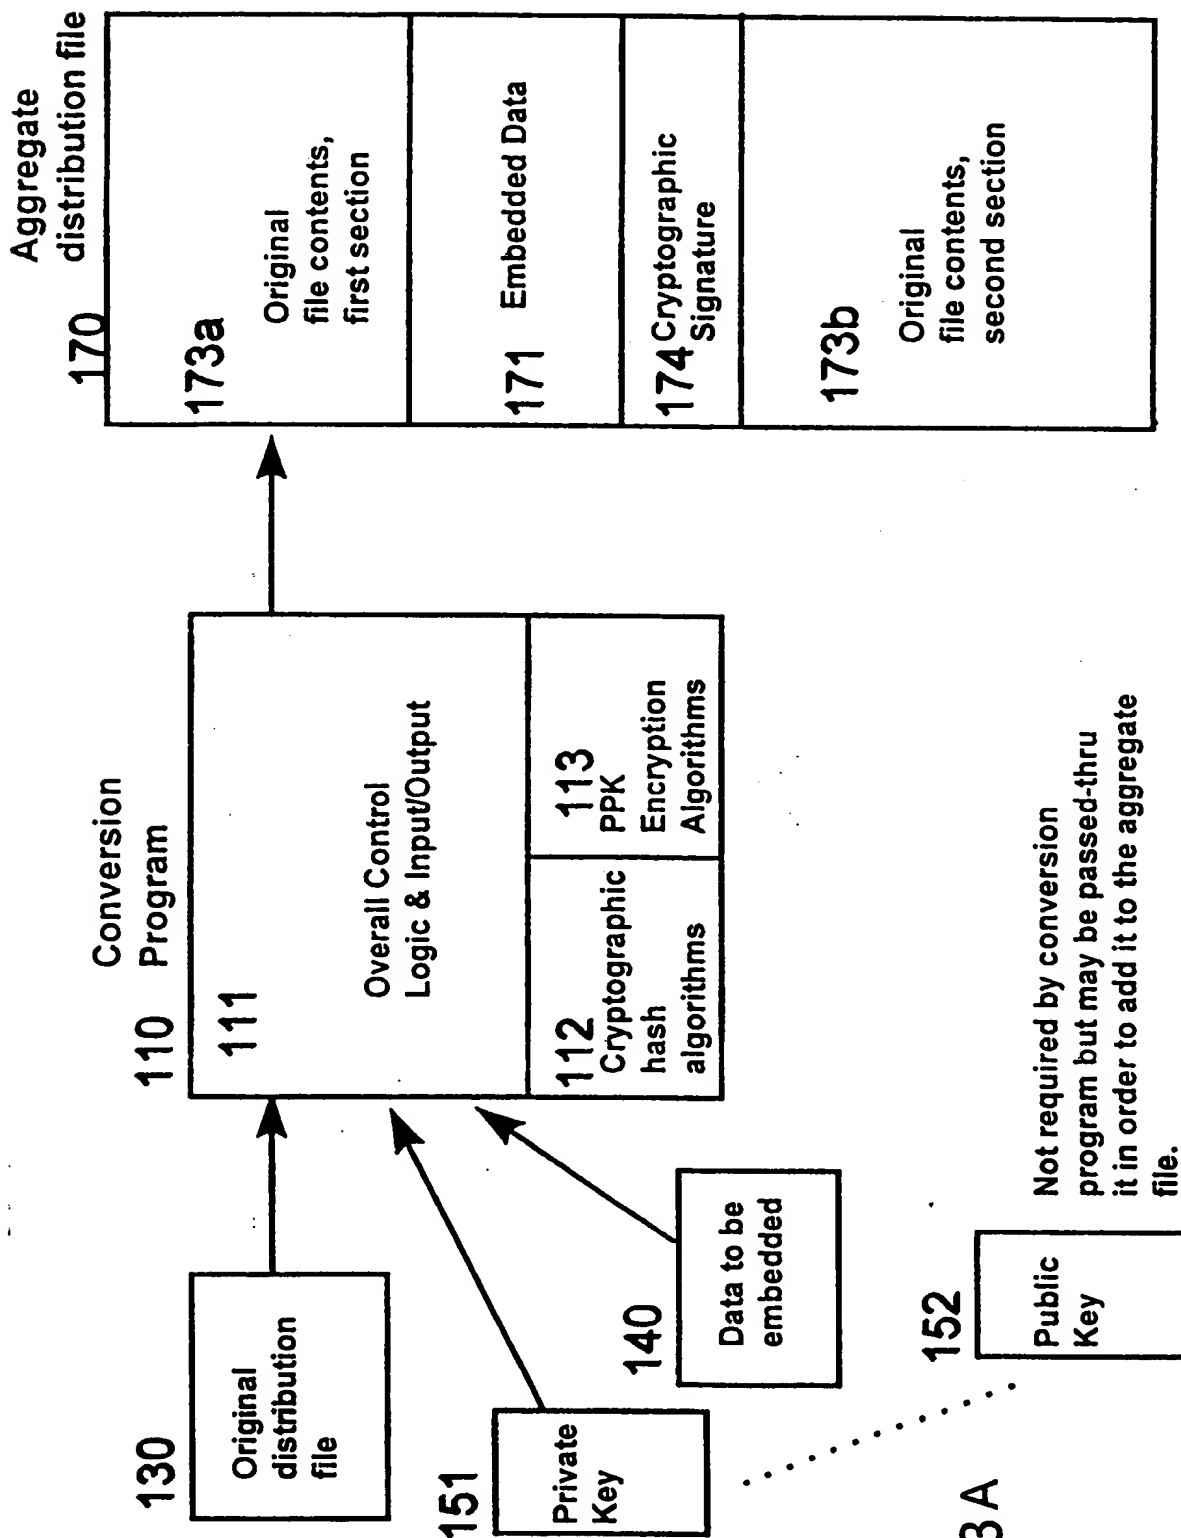 130
Original
distribution
file
151
Private
Key
140
Data to be
embedded
152
Public
Key
Not required by conversion
program but may be passed-thru
it in order to add it to the aggregate
file.
Conversion
110 Program
111
Overall Control
Logic & Input/Output
112
Cryptographic
hash
algorithms
113
PPK
Encryption
Algorithms
Aggregate
170 distribution file
173a
Original
file contents,
first section
171 Embedded Data
174 Cryptographic
Signature
173b
Original
file contents,
second section
3 A